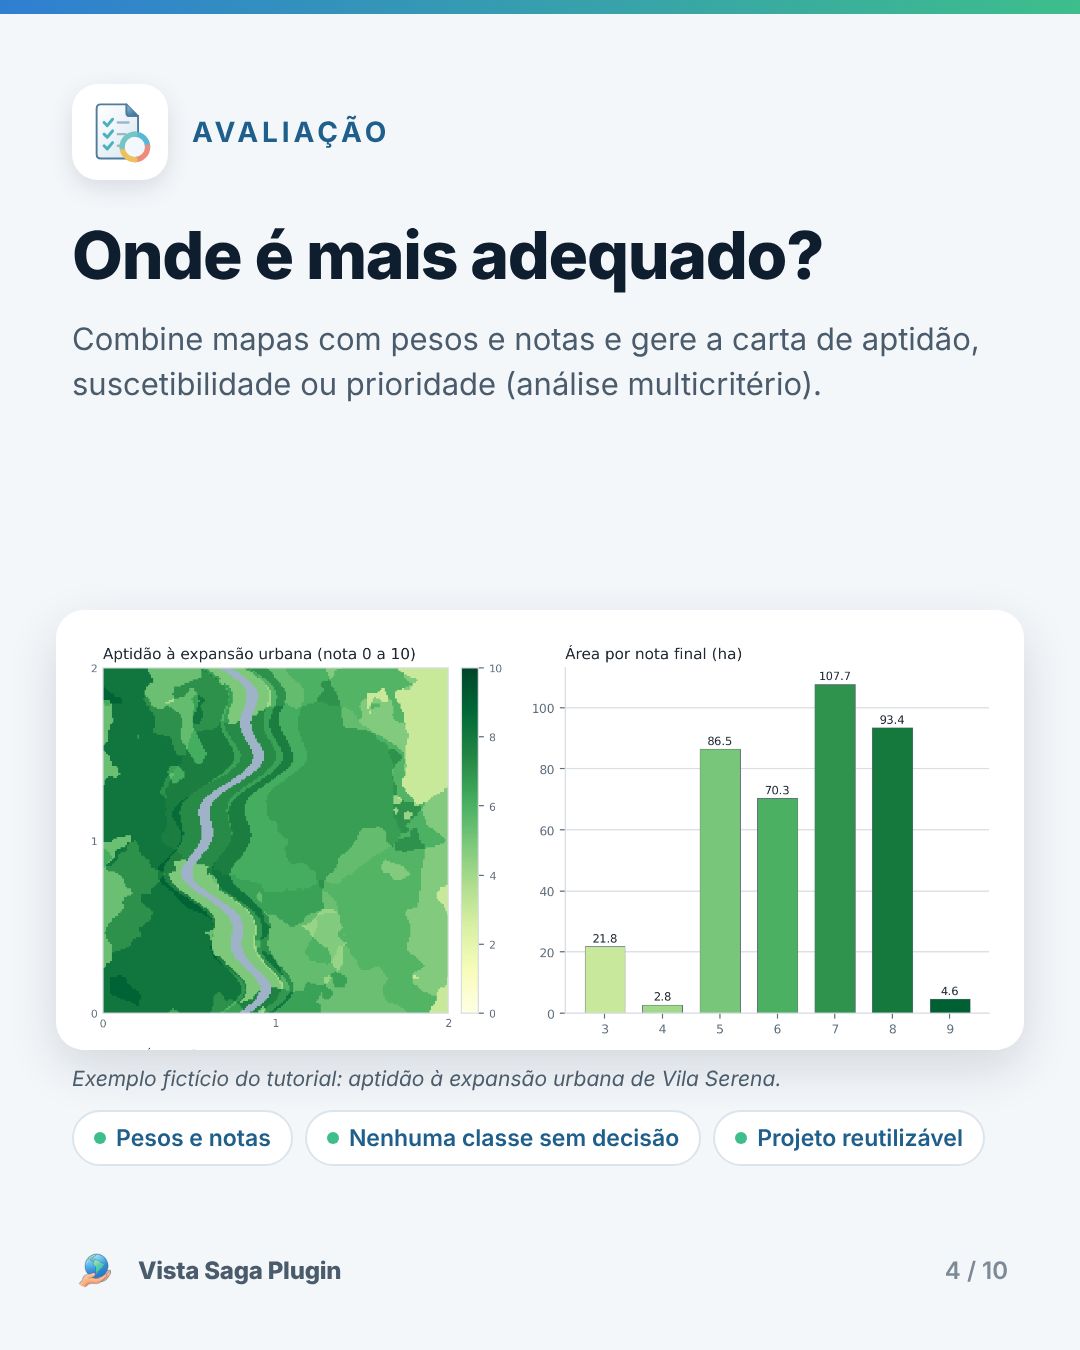 AVALIAÇÃO
Onde é mais adequado?
Combine mapas com pesos e notas e gere a carta de aptidão,
suscetibilidade ou prioridade (análise multicritério).
Aptidão à expansão urbana (nota 0 a 10)
2
1
0
0
1
2
10
8
6
4
2
0
Área por nota final (ha)
100
80
60
40
20
0
21.8
2.8
86.5
70.3
107.7
93.4
4.6
3
4
5
6
7
8
9
Exemplo fictício do tutorial: aptidão à expansão urbana de Vila Serena.
Pesos e notas
Nenhuma classe sem decisão
Projeto reutilizável
Vista Saga Plugin
4 / 10